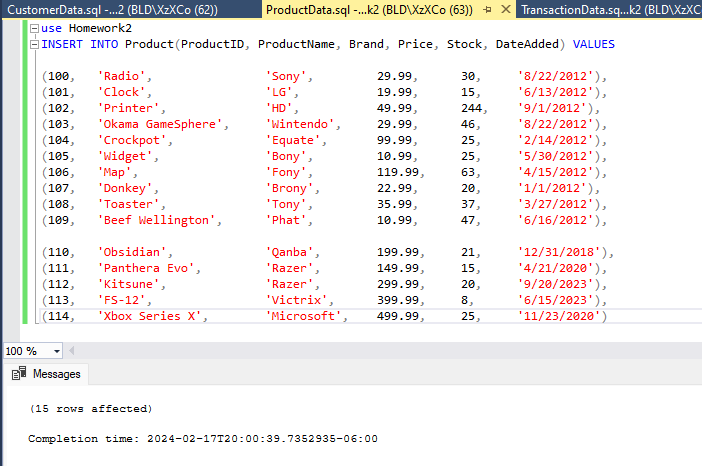 CustomerData.sql -...2 (BLD\XzXCo (62)) ProductData.sql -...k2 (BLD\XzXCo (63)) TransactionData.sq...k2 (BLD\XzXC
use Homework2
INSERT INTO Product(ProductID, ProductName, Brand, Price, Stock, DateAdded) VALUES
(100, 'Radio', 'Sony', 29.99, 30, '8/22/2012'),
(101, 'Clock', 'LG', 19.99, 15, '6/13/2012'),
(102, 'Printer', 'HD', 49.99, 244, '9/1/2012'),
(103, 'Okama GameSphere', 'Wintendo', 29.99, 46, '8/22/2012'),
(104, 'Crockpot', 'Equate', 99.99, 25, '2/14/2012'),
(105, 'Widget', 'Bony', 10.99, 25, '5/30/2012'),
(106, 'Map', 'Fony', 119.99, 63, '4/15/2012'),
(107, 'Donkey', 'Brony', 22.99, 20, '1/1/2012'),
(108, 'Toaster', 'Tony', 35.99, 37, '3/27/2012'),
(109, 'Beef Wellington', 'Phat', 10.99, 47, '6/16/2012'),
(110, 'Obsidian', 'Qanba', 199.99, 21, '12/31/2018'),
(111, 'Panthera Evo', 'Razer', 149.99, 15, '4/21/2020'),
(112, 'Kitsune', 'Razer', 299.99, 20, '9/20/2023'),
(113, 'FS-12', 'Victrix', 399.99, 8, '6/15/2023'),
(114, 'Xbox Series X', 'Microsoft', 499.99, 25, '11/23/2020')
100 %
Messages
(15 rows affected)
Completion time: 2024-02-17T20:00:39.7352935-06:00